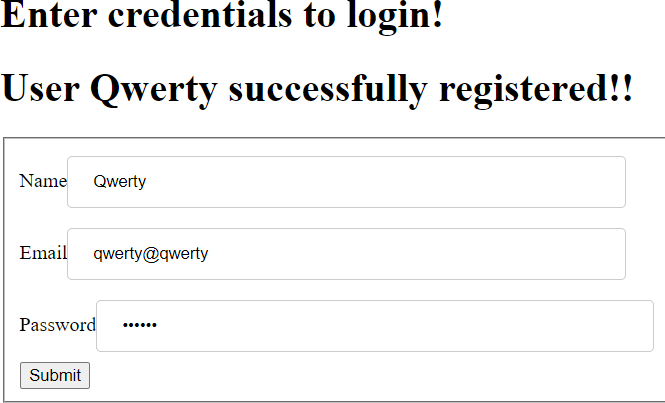 Enter credentials to login!
User Qwerty successfully registered!!
Name Qwerty
Email qwerty@qwerty
Password ••••••
Submit